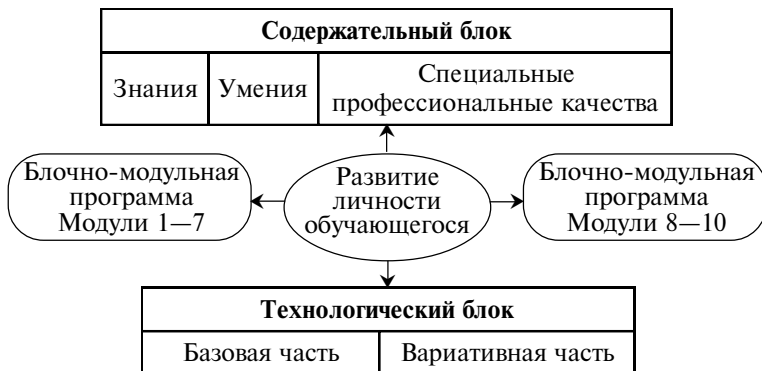 Содержательный блок
Знания
Умения
Специальные
профессиональные качества
Блочно-модульная
программа
Модули 1—7
Развитие
личности
обучающегося
Блочно-модульная
программа
Модули 8—10
Технологический блок
Базовая часть
Вариативная часть